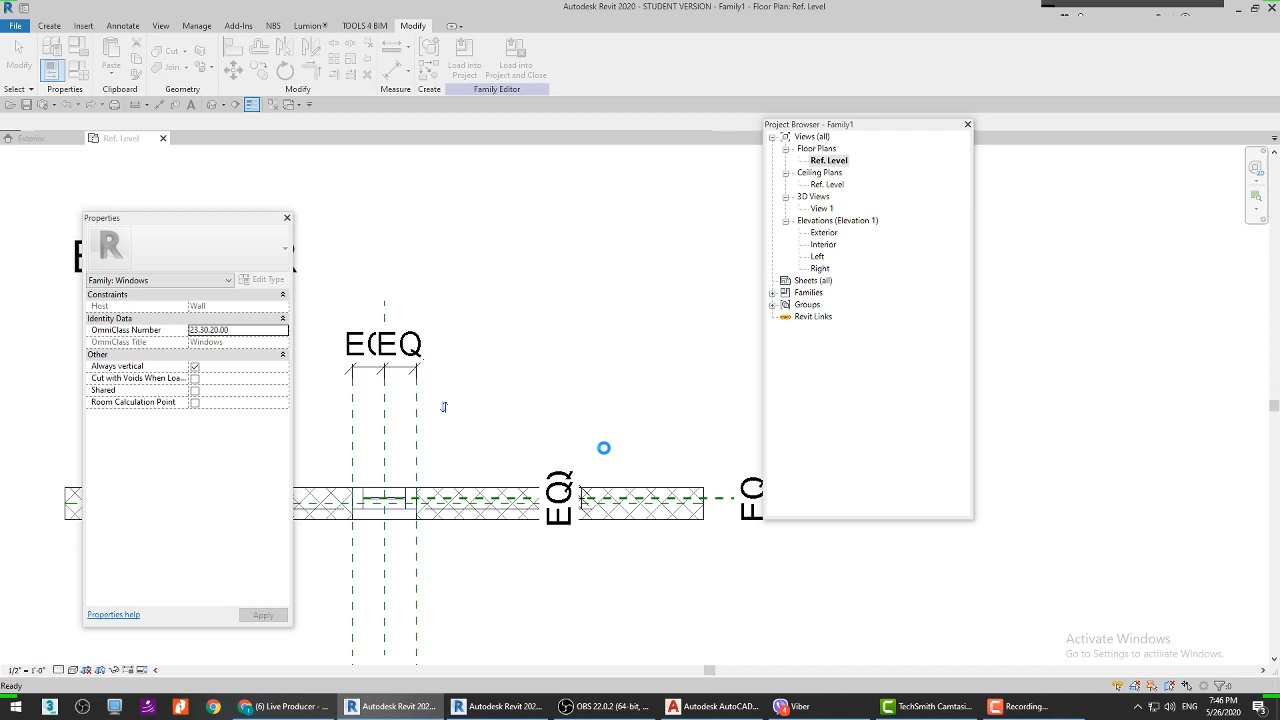 Autodesk Revit 2020 - STUDENT VERSION - Family1 - Floor Plan: Ref. Level
File Create Insert Annotate View Manage Add-Ins NBS Lumion® TOOLS 4 BIM Modify
Modify Cut Join Paste Load into Project Load into Project and Close
Select Properties Clipboard Geometry Modify Measure Create Family Editor
Exterior Ref. Level
Project Browser - Family1
Views (all)
Floor Plans
Ref. Level
Ceiling Plans
Ref. Level
3D Views
View 1
Elevations (Elevation 1)
Exterior
Interior
Left
Right
Sheets (all)
Families
Groups
Revit Links
Properties
R
Family: Windows Edit Type
Constraints
Host Wall
Identity Data
OmniClass Number 23.30.20.00
OmniClass Title Windows
Other
Always vertical
Cut with Voids When Loa...
Shared
Room Calculation Point
Properties help Apply
EQ
EQ
Activate Windows
Go to Settings to activate Windows.
1/2" = 1'-0"
Ready :0
(6) Live Producer - ... Autodesk Revit 202... Autodesk Revit 202... OBS 22.0.2 (64-bit, ... Autodesk AutoCAD... Viber TechSmith Camtasi... Recording... ENG 7:46 PM
5/26/2020